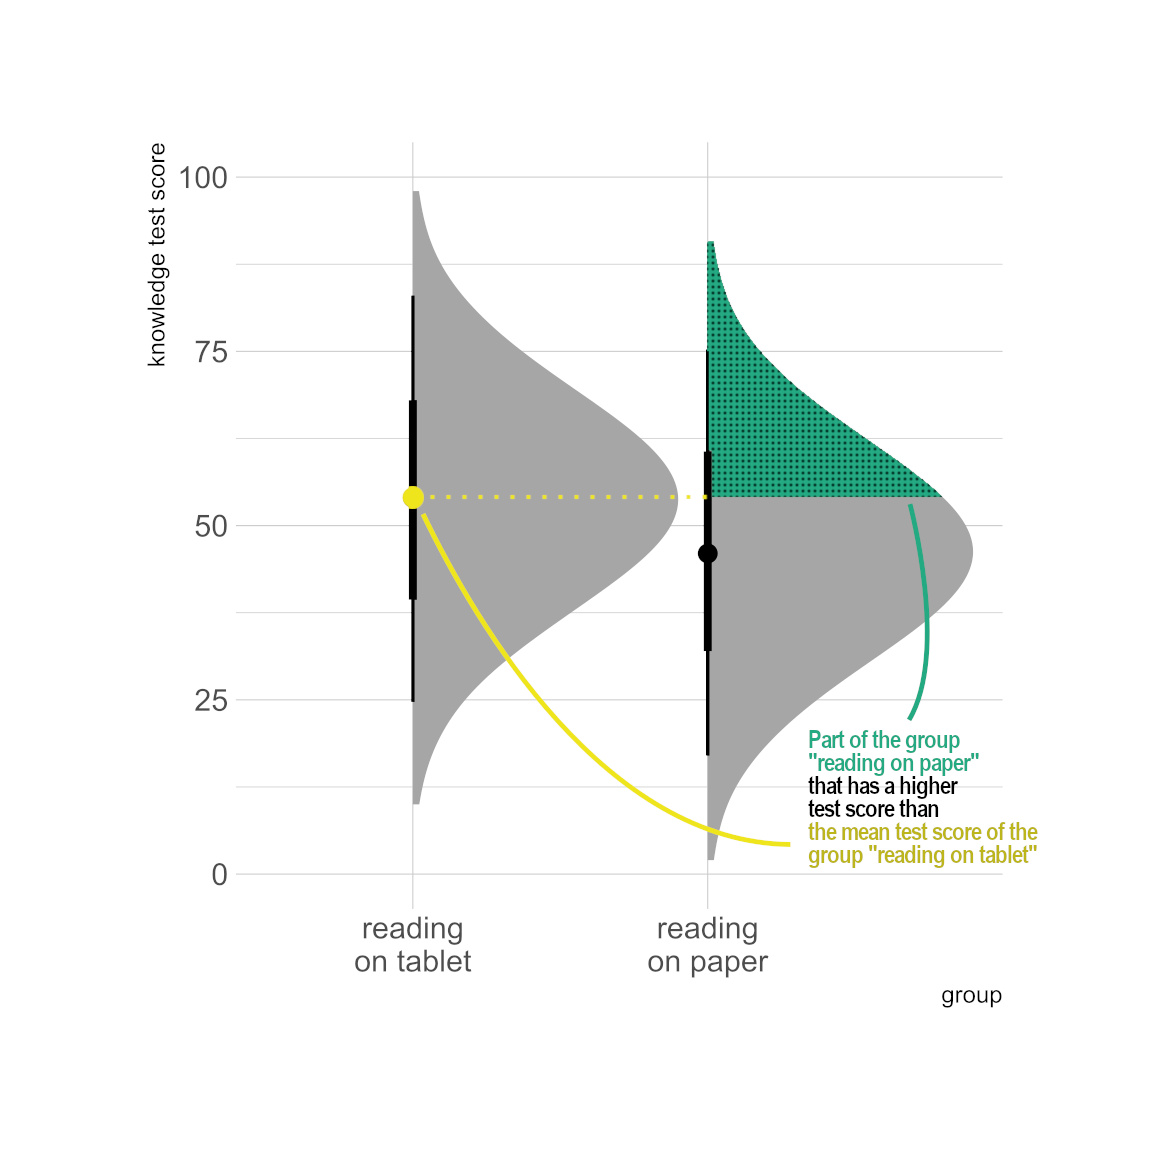 knowledge test score
100
75
50
25
0
Part of the group
"reading on paper"
that has a higher
test score than
the mean test score of the
group "reading on tablet"
reading
on tablet
reading
on paper
group